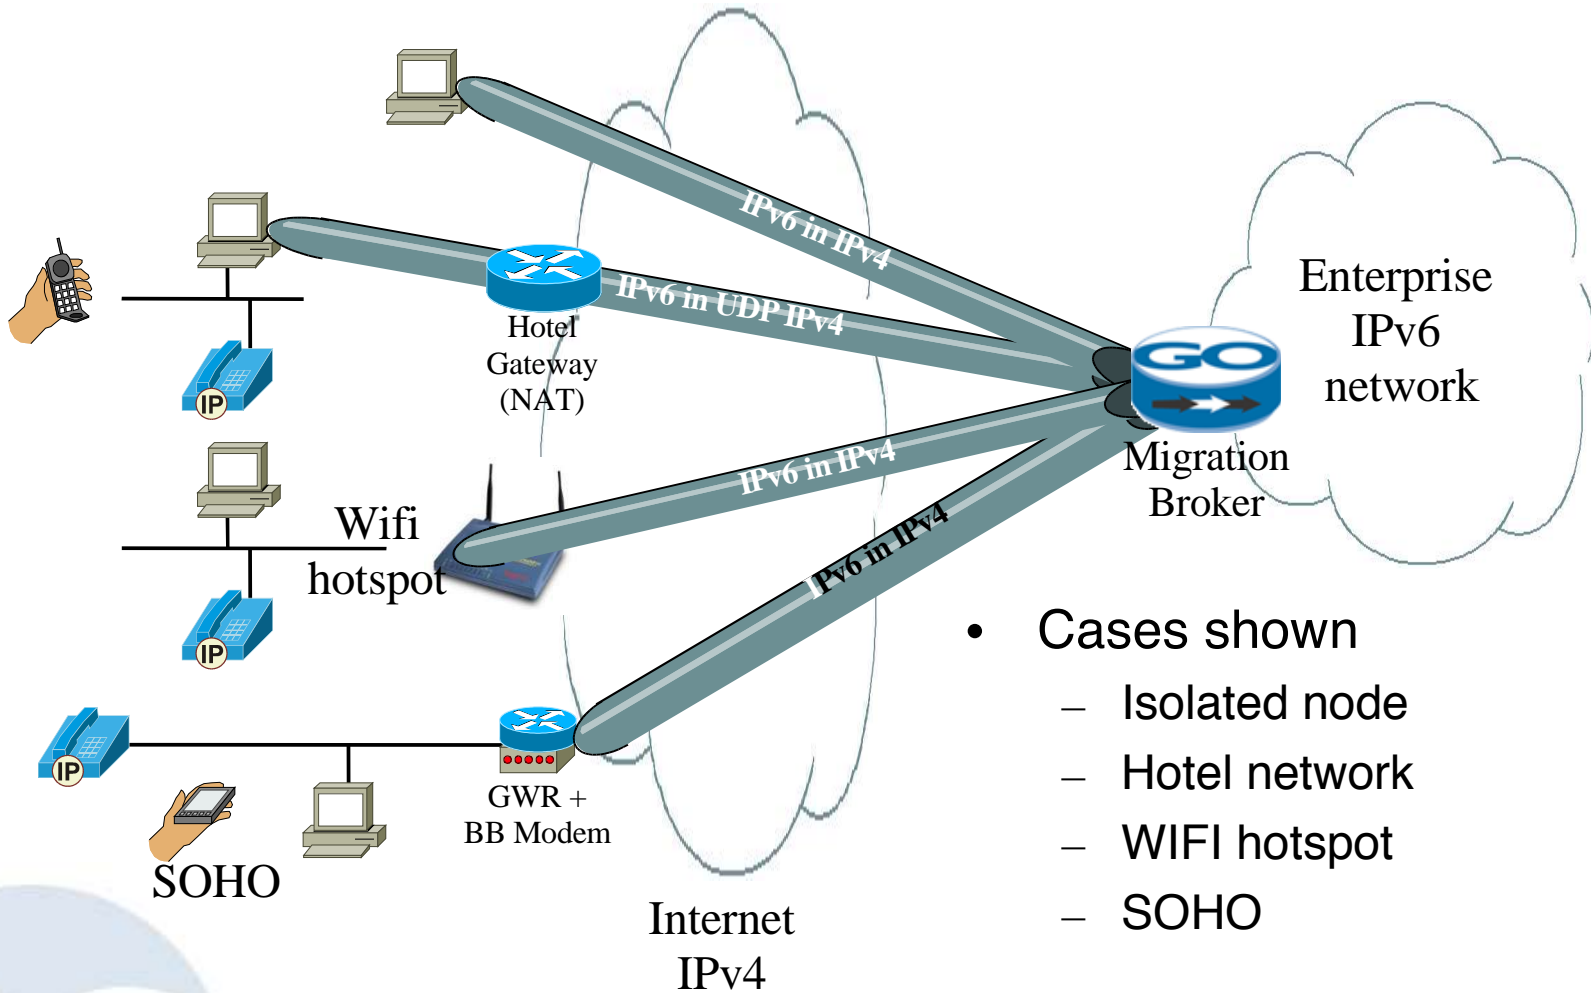 IPv6 in IPv4
IPv6 in UDP IPv4
Hotel
Gateway
(NAT)
IP
Enterprise
IPv6
network
GO
Migration
Broker
IPv6 in IPv4
Wifi
hotspot
IP
IPv6 in IPv4
IP
GWR +
BB Modem
SOHO
Internet
IPv4
• Cases shown
– Isolated node
– Hotel network
– WIFI hotspot
– SOHO